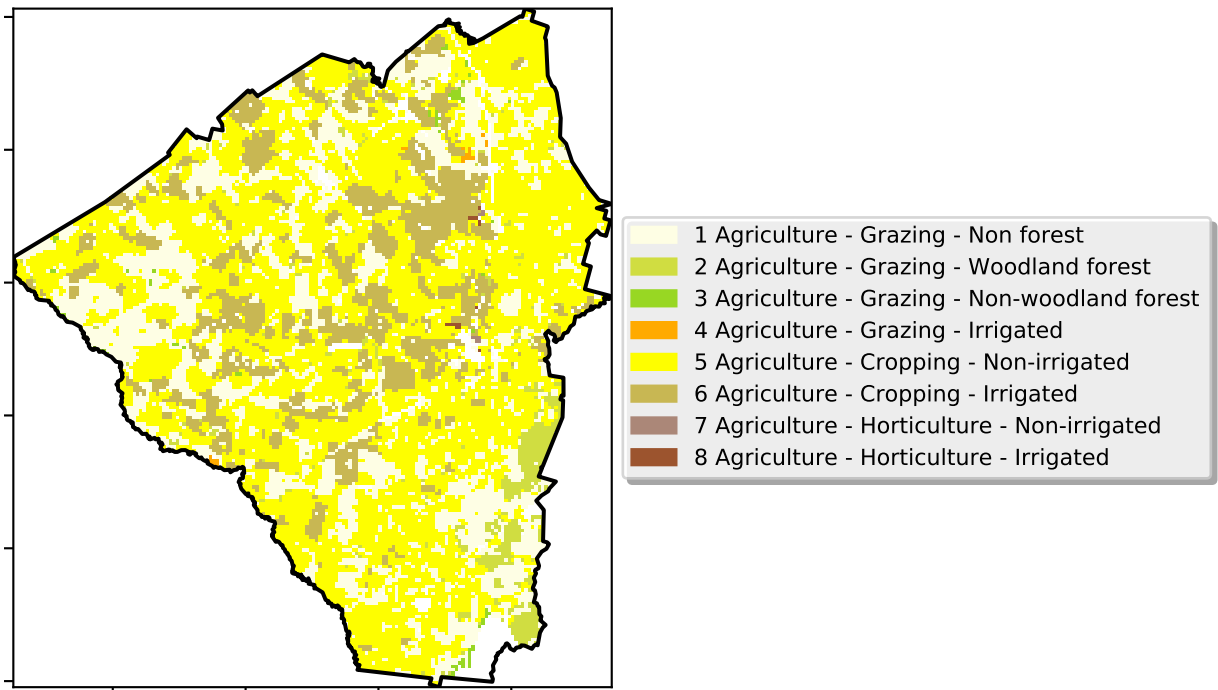 1 Agriculture - Grazing - Non forest
2 Agriculture - Grazing - Woodland forest
3 Agriculture - Grazing - Non-woodland forest
4 Agriculture - Grazing - Irrigated
5 Agriculture - Cropping - Non-irrigated
6 Agriculture - Cropping - Irrigated
7 Agriculture - Horticulture - Non-irrigated
8 Agriculture - Horticulture - Irrigated